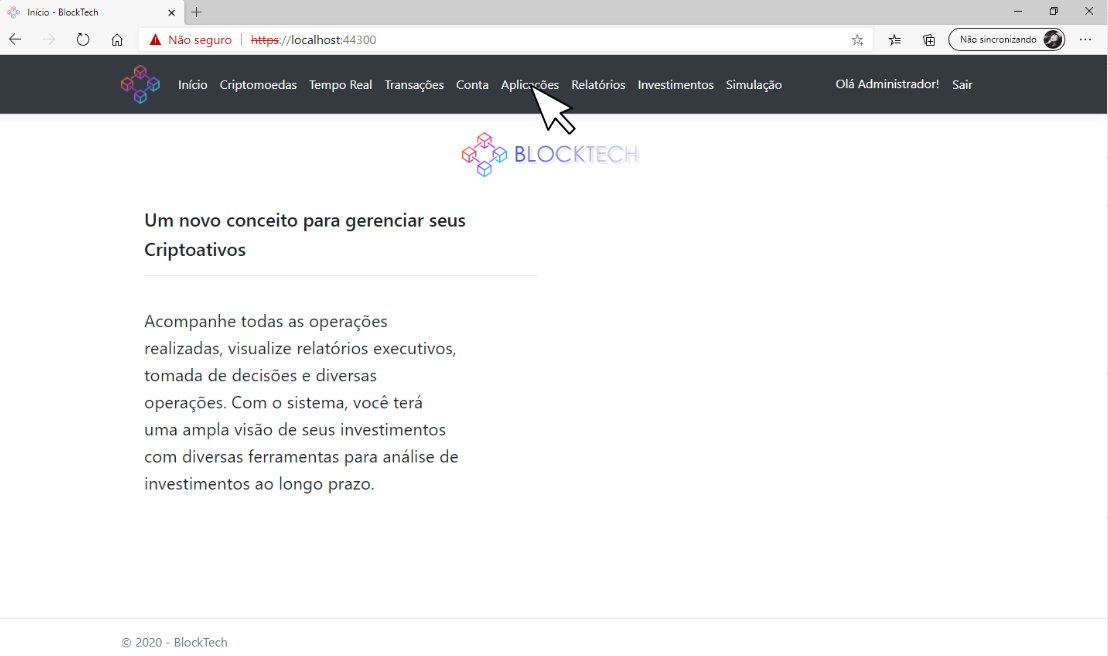 Início - BlockTech
Não seguro https://localhost:44300 Não sincronizando
Início Criptomoedas Tempo Real Transações Conta Aplicações Relatórios Investimentos Simulação Olá Administrador! Sair
BLOCKTECH
Um novo conceito para gerenciar seus
Criptoativos
Acompanhe todas as operações
realizadas, visualize relatórios executivos,
tomada de decisões e diversas
operações. Com o sistema, você terá
uma ampla visão de seus investimentos
com diversas ferramentas para análise de
investimentos ao longo prazo.
© 2020 - BlockTech